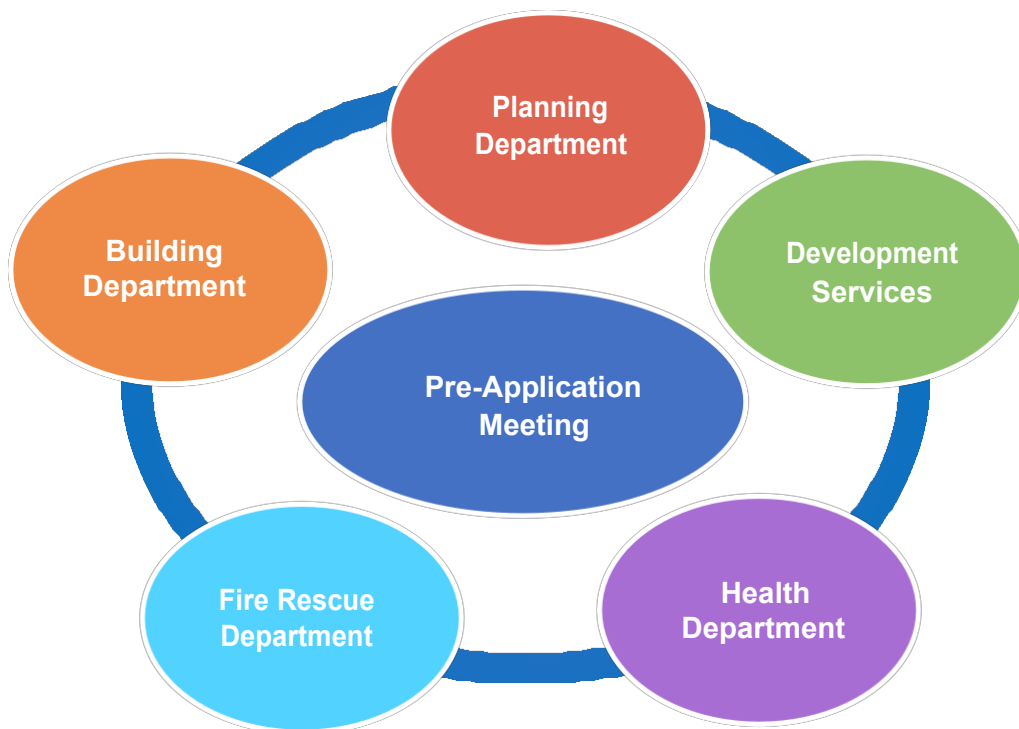 Planning
Department
Building
Department
Development
Services
Pre-Application
Meeting
Fire Rescue
Department
Health
Department